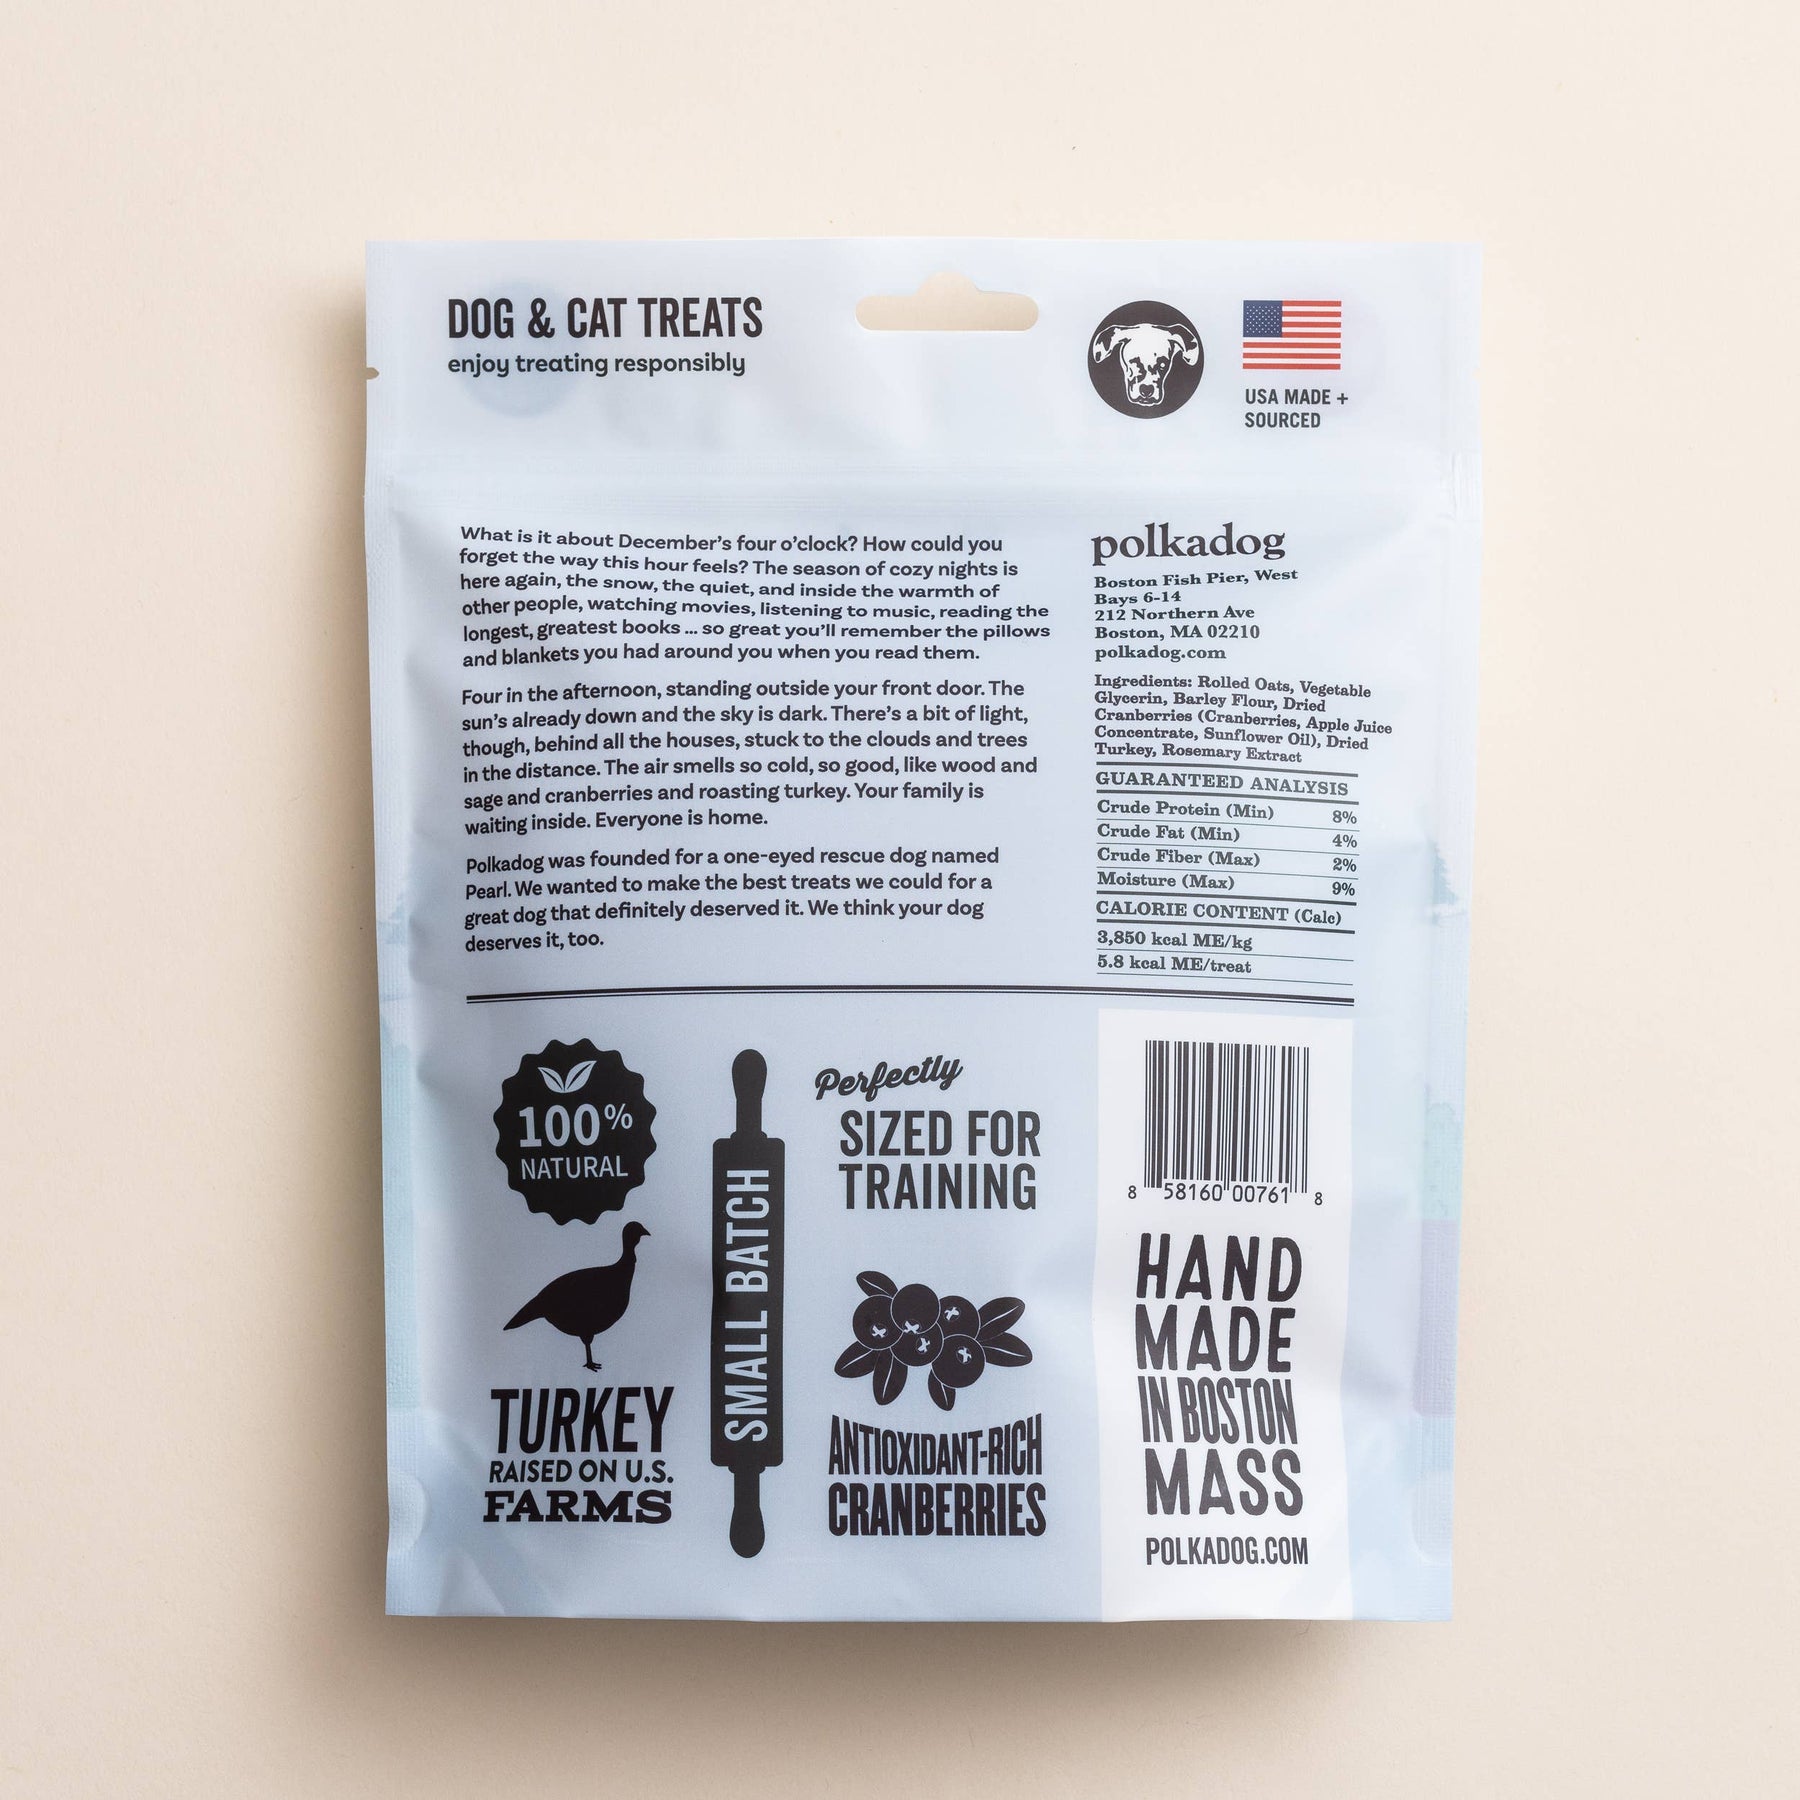 DOG & CAT TREATS
enjoy treating responsibly
USA MADE +
SOURCED
What is it about December's four o'clock? How could you
forget the way this hour feels? The season of cozy nights is
here again, the snow, the quiet, and inside the warmth of
other people, watching movies, listening to music, reading the
longest, greatest books ... so great you'll remember the pillows
and blankets you had around you when you read them.
Four in the afternoon, standing outside your front door. The
sun's already down and the sky is dark. There's a bit of light,
though, behind all the houses, stuck to the clouds and trees
in the distance. The air smells so cold, so good, like wood and
sage and cranberries and roasting turkey. Your family is
waiting inside. Everyone is home.
Polkadog was founded for a one-eyed rescue dog named
Pearl. We wanted to make the best treats we could for a
great dog that definitely deserved it. We think your dog
deserves it, too.
polkadog
Boston Fish Pier, West
Bays 6-14
212 Northern Ave
Boston, MA 02210
polkadog.com
Ingredients: Rolled Oats, Vegetable
Glycerin, Barley Flour, Dried
Cranberries (Cranberries, Apple Juice
Concentrate, Sunflower Oil), Dried
Turkey, Rosemary Extract
GUARANTEED ANALYSIS
Crude Protein (Min) 8%
Crude Fat (Min) 4%
Crude Fiber (Max) 2%
Moisture (Max) 9%
CALORIE CONTENT (Calc)
3,850 kcal ME/kg
5.8 kcal ME/treat
100%
NATURAL
TURKEY
RAISED ON U.S.
FARMS
SMALL BATCH
Perfectly
SIZED FOR
TRAINING
ANTIOXIDANT-RICH
CRANBERRIES
8 58160 00761 8
HAND
MADE
IN BOSTON
MASS
POLKADOG.COM